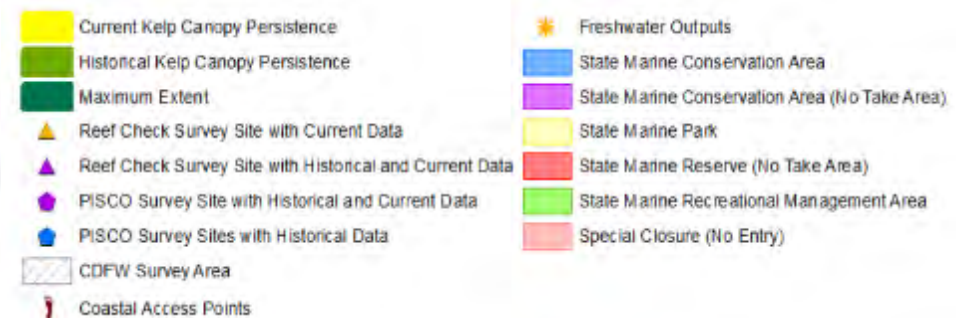 Current Kelp Canopy Persistence
Historical Kelp Canopy Persistence
Maximum Extent
Reef Check Survey Site with Current Data
Reef Check Survey Site with Historical and Current Data
PISCO Survey Site with Historical and Current Data
PISCO Survey Sites with Historical Data
CDFW Survey Area
Coastal Access Points
Freshwater Outputs
State Marine Conservation Area
State Marine Conservation Area (No Take Area)
State Marine Park
State Marine Reserve (No Take Area)
State Marine Recreational Management Area
Special Closure (No Entry)